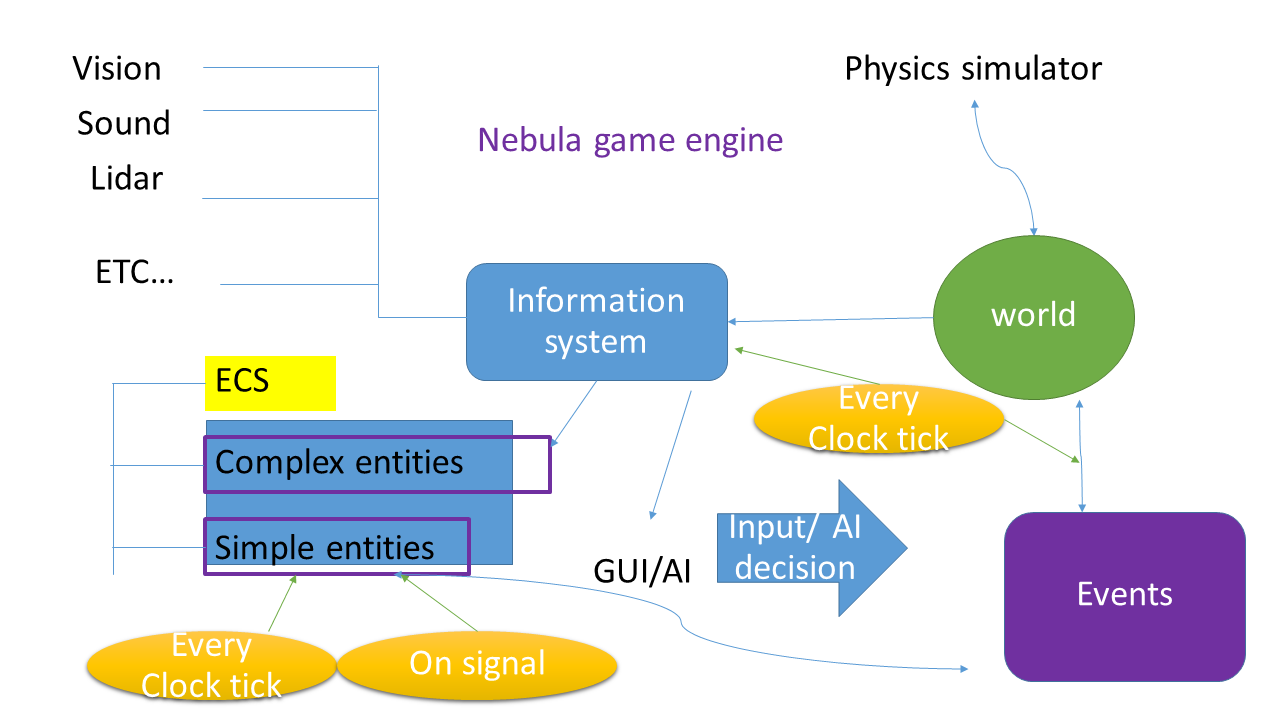 Vision
Sound
Lidar
ETC…
Nebula game engine
Physics simulator
Information
system
world
ECS
Complex entities
Simple entities
Every
Clock tick
GUI/AI
Input/ AI
decision
Events
Every
Clock tick
On signal